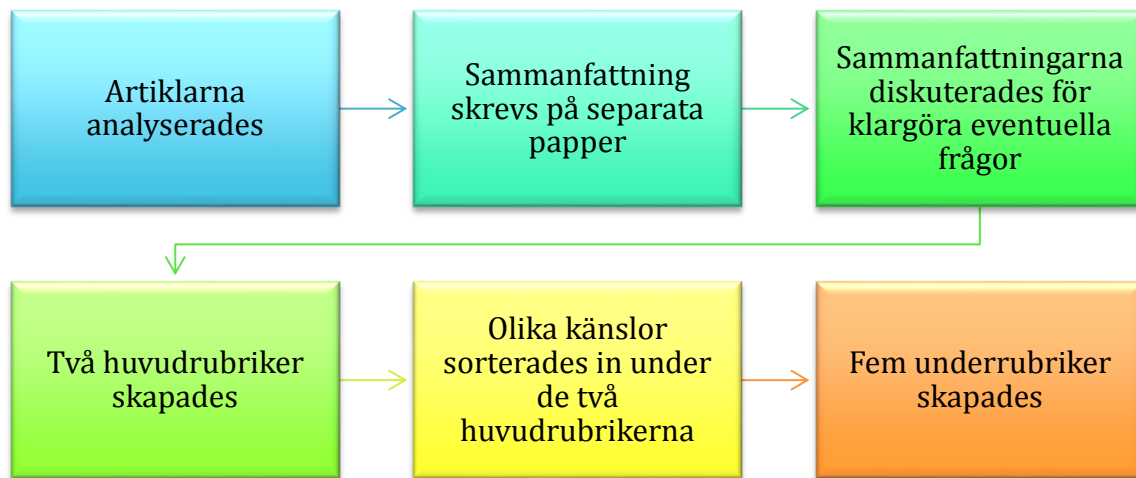 Artiklarna
analyserades
Sammanfattning
skrevs på separata
papper
Sammanfattningarna
diskuterades för
klargöra eventuella
frågor
Två huvudrubriker
skapades
Olika känslor
sorterades in under
de två
huvudrubrikerna
Fem underrubriker
skapades